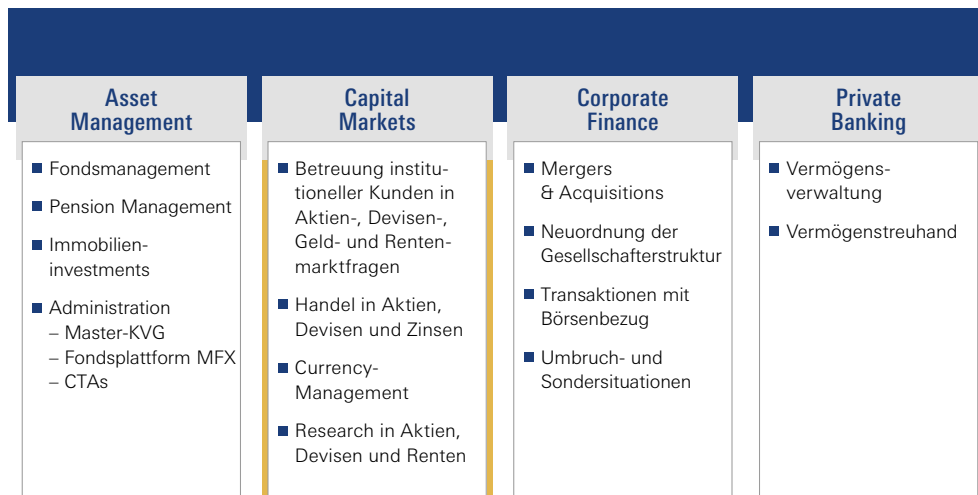 Asset
Management
Fondsmanagement
Pension Management
Immobilien-
investments
Administration
– Master-KVG
– Fondsplattform MFX
– CTAs
Capital
Markets
Betreuung institu-
tioneller Kunden in
Aktien-, Devisen-,
Geld- und Renten-
marktfragen
Handel in Aktien,
Devisen und Zinsen
Currency-
Management
Research in Aktien,
Devisen und Renten
Corporate
Finance
Mergers
& Acquisitions
Neuordnung der
Gesellschafterstruktur
Transaktionen mit
Börsenbezug
Umbruch- und
Sondersituationen
Private
Banking
Vermögens-
verwaltung
Vermögenstreuhand